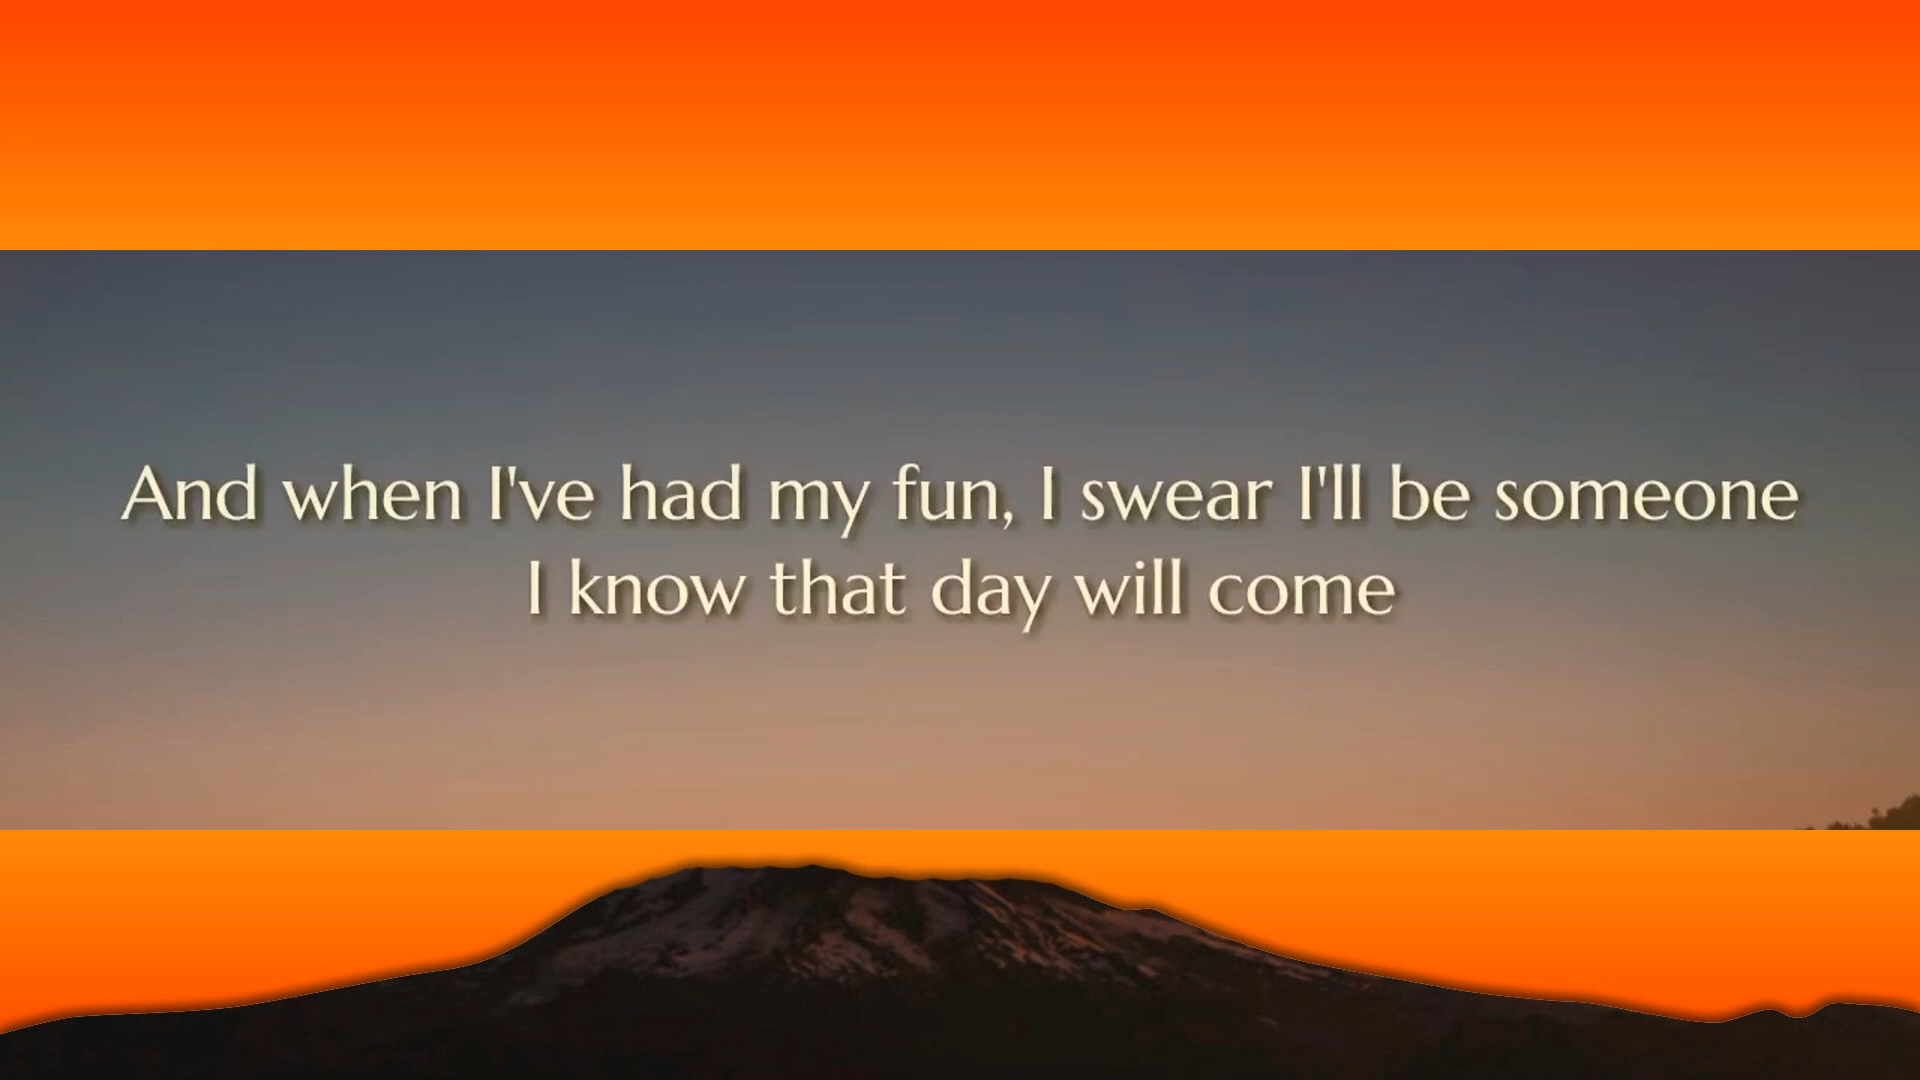 And when I've had my fun, I swear I'll be someone
I know that day will come